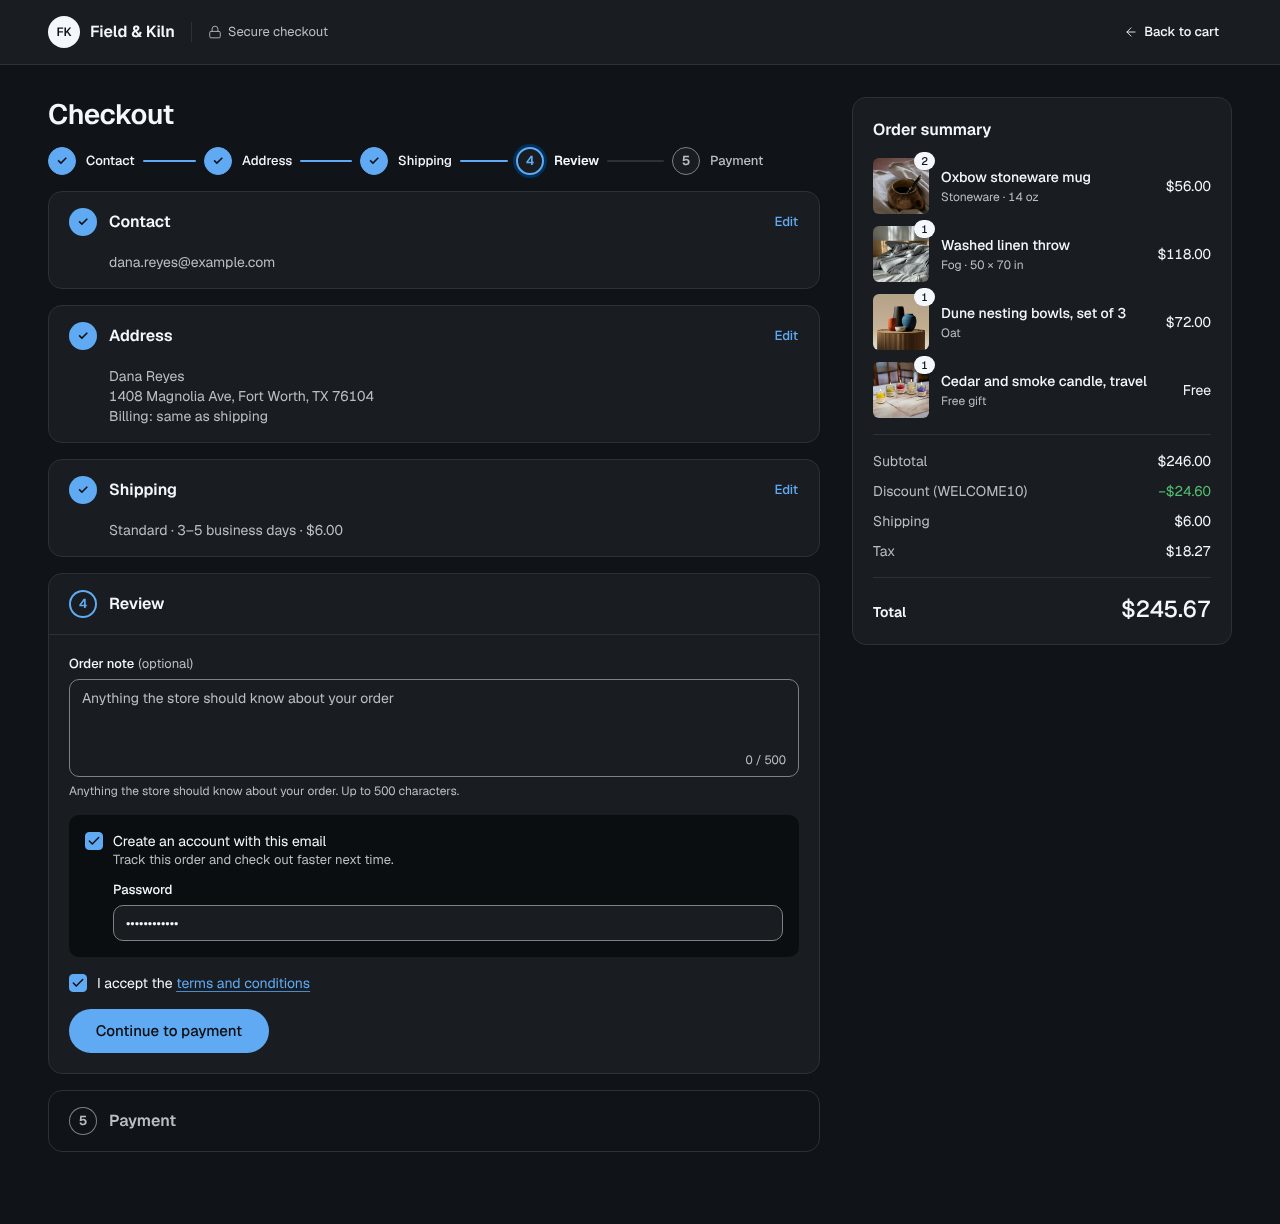 FK Field & Kiln Secure checkout Back to cart
Checkout
Contact Address Shipping 4 Review 5 Payment
Contact Edit
dana.reyes@example.com
Address Edit
Dana Reyes
1408 Magnolia Ave, Fort Worth, TX 76104
Billing: same as shipping
Shipping Edit
Standard · 3–5 business days · $6.00
4 Review
Order note (optional)
Anything the store should know about your order
0 / 500
Anything the store should know about your order. Up to 500 characters.
Create an account with this email
Track this order and check out faster next time.
Password
••••••••••••
I accept the terms and conditions
Continue to payment
5 Payment
Order summary
2
Oxbow stoneware mug $56.00
Stoneware · 14 oz
1
Washed linen throw $118.00
Fog · 50 × 70 in
1
Dune nesting bowls, set of 3 $72.00
Oat
1
Cedar and smoke candle, travel Free
Free gift
Subtotal $246.00
Discount (WELCOME10) −$24.60
Shipping $6.00
Tax $18.27
Total $245.67